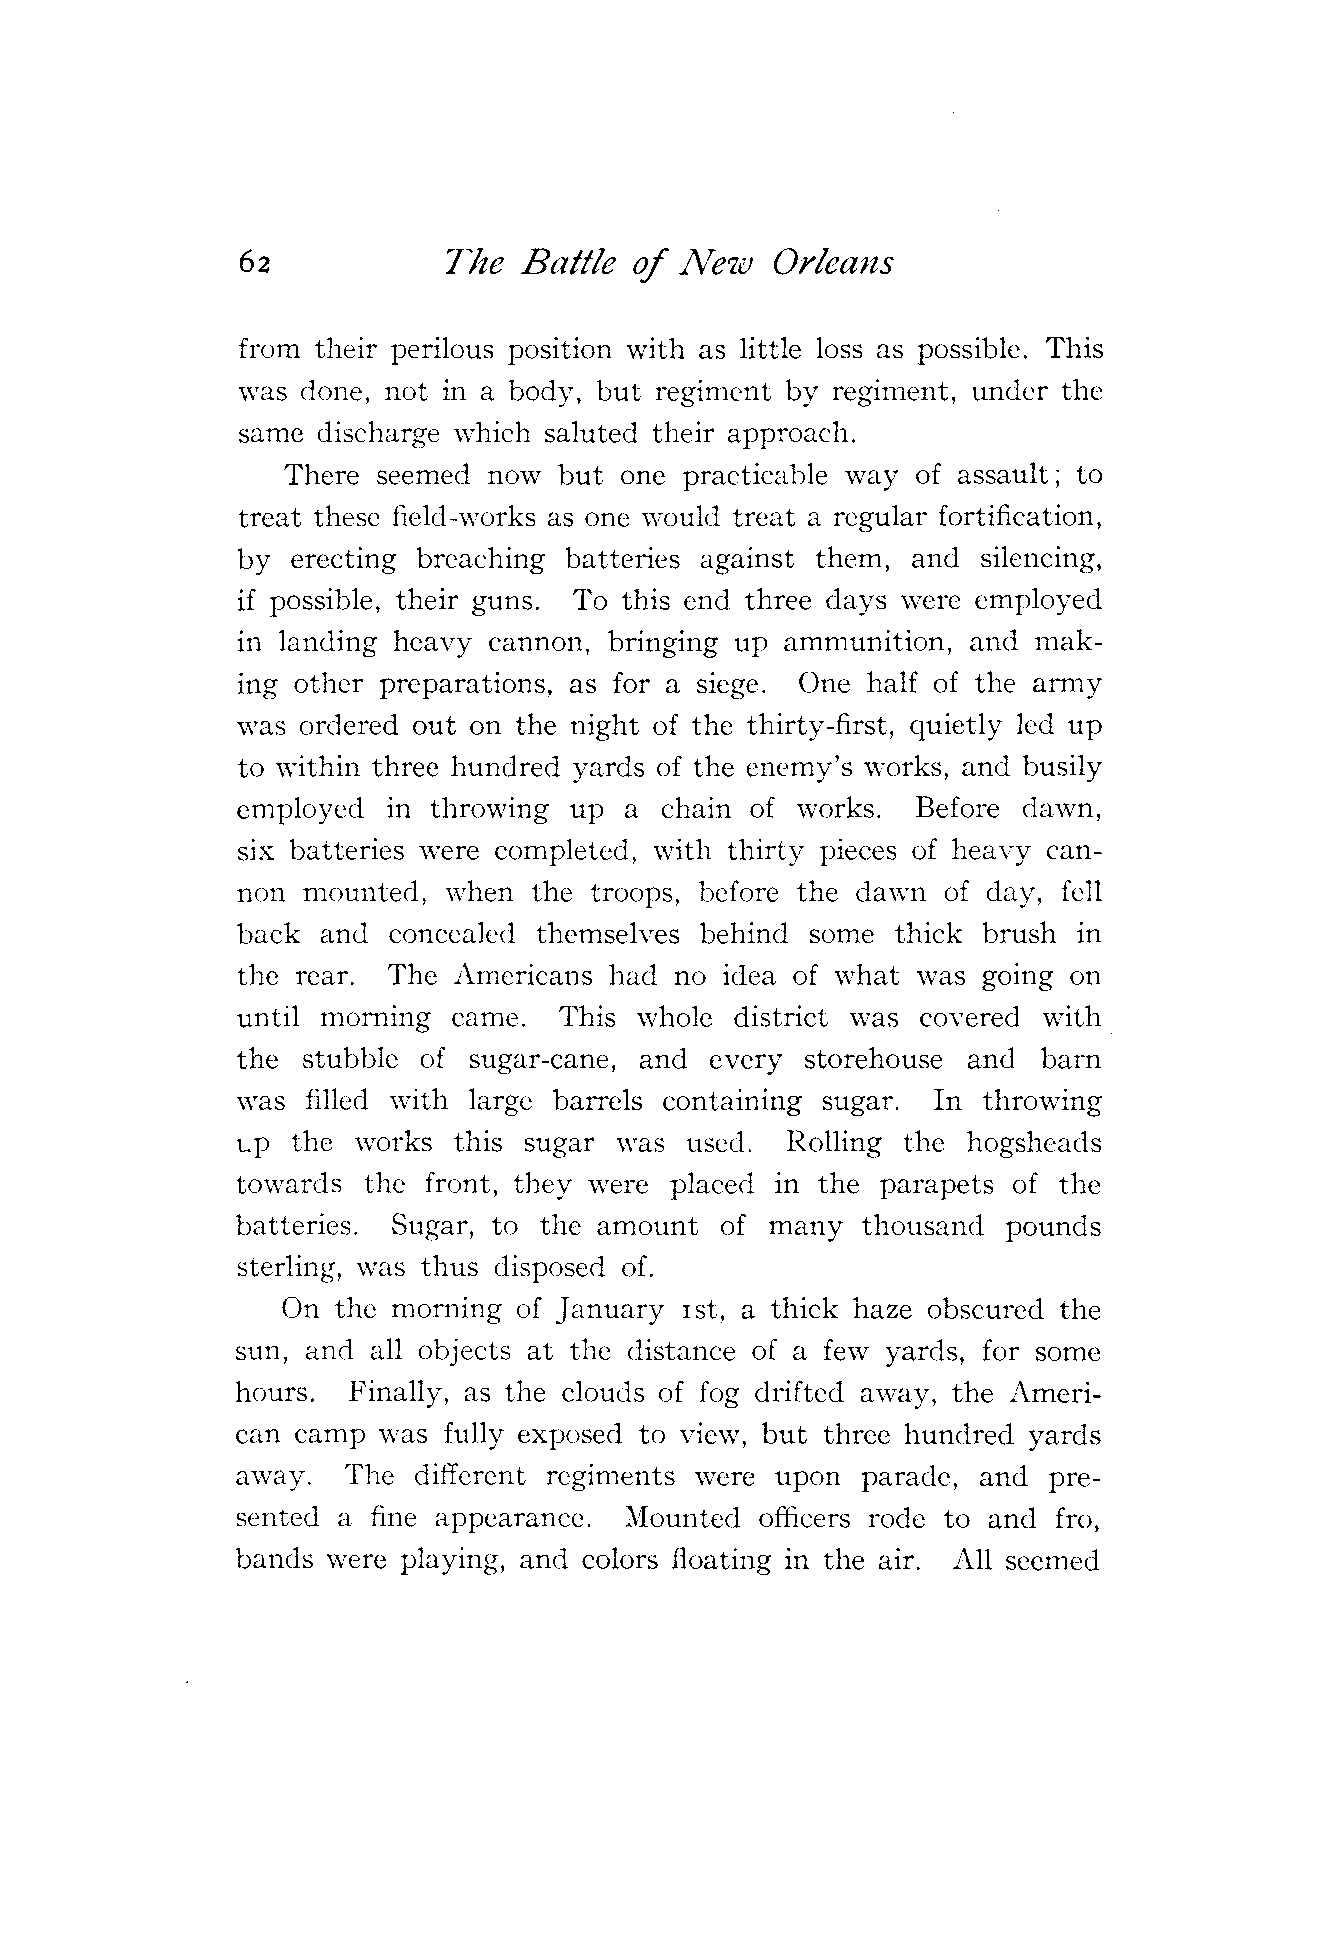 62 The Battle of New Orleans
from their perilous position with as little loss as possible. This
was done, not in a body, but regiment by regiment, under the
same discharge which saluted their approach.
There seemed now but one practicable way of assault; to
treat these field-works as one would treat a regular fortification,
by erecting breaching batteries against them, and silencing,
if possible, their guns. To this end three days were employed
in landing heavy cannon, bringing up ammunition, and mak-
ing other preparations, as for a siege. One half of the army
was ordered out on the night of the thirty-first, quietly led up
to within three hundred yards of the enemy's works, and busily
employed in throwing up a chain of works. Before dawn,
six batteries were completed, with thirty pieces of heavy can-
non mounted, when the troops, before the dawn of day, fell
back and concealed themselves behind some thick brush in
the rear. The Americans had no idea of what was going on
until morning came. This whole district was covered with
the stubble of sugar-cane, and every storehouse and barn
was filled with large barrels containing sugar. In throwing
up the works this sugar was used. Rolling the hogsheads
towards the front, they were placed in the parapets of the
batteries. Sugar, to the amount of many thousand pounds
sterling, was thus disposed of.
On the morning of January 1st, a thick haze obscured the
sun, and all objects at the distance of a few yards, for some
hours. Finally, as the clouds of fog drifted away, the Ameri-
can camp was fully exposed to view, but three hundred yards
away. The different regiments were upon parade, and pre-
sented a fine appearance. Mounted officers rode to and fro,
bands were playing, and colors floating in the air. All seemed